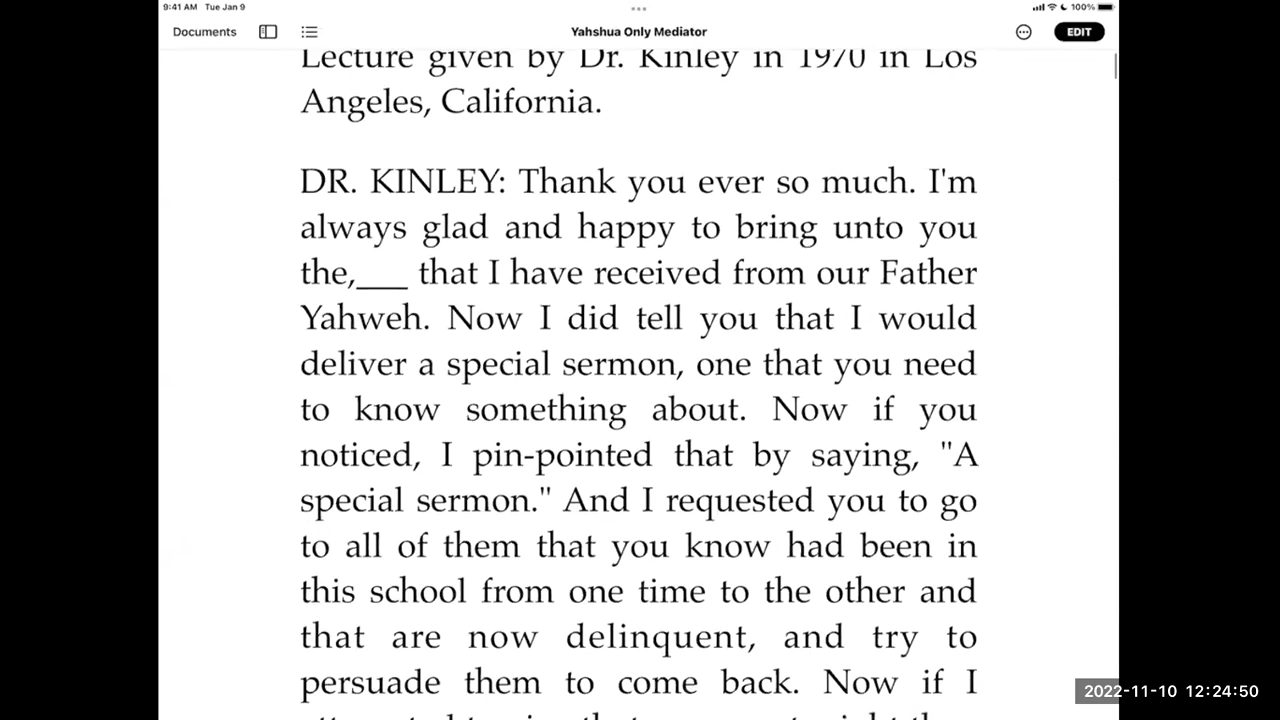 9:41 AM Tue Jan 9
100%
Documents
Yahshua Only Mediator
EDIT
Lecture given by Dr. Kinley in 1970 in Los
Angeles, California.
DR. KINLEY: Thank you ever so much. I'm
always glad and happy to bring unto you
the,___ that I have received from our Father
Yahweh. Now I did tell you that I would
deliver a special sermon, one that you need
to know something about. Now if you
noticed, I pin-pointed that by saying, "A
special sermon." And I requested you to go
to all of them that you know had been in
this school from one time to the other and
that are now delinquent, and try to
persuade them to come back. Now if I
2022-11-10 12:24:50